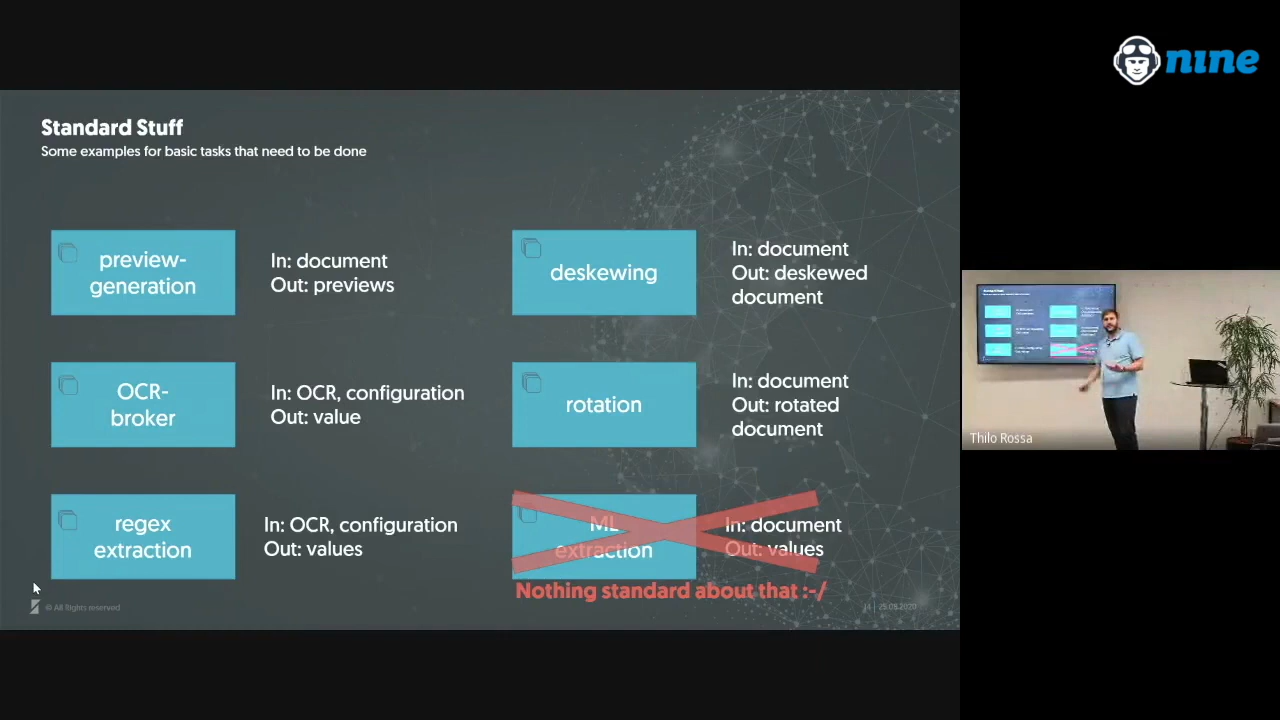 nine
Standard Stuff
Some examples for basic tasks that need to be done
preview-
generation
In: document
Out: previews
deskewing
In: document
Out: deskewed
document
OCR-
broker
In: OCR, configuration
Out: value
rotation
In: document
Out: rotated
document
regex
extraction
In: OCR, configuration
Out: values
ML
extraction
In: document
Out: values
Nothing standard about that :-/
© All Rights reserved
14 | 25.08.2020
Thilo Rossa